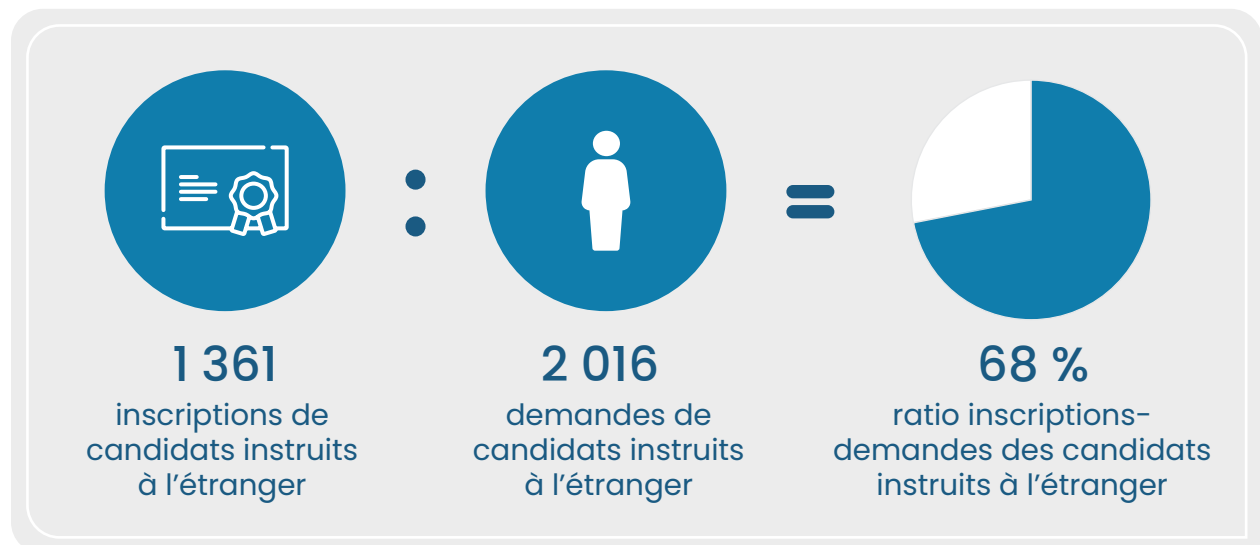 1 361
inscriptions de
candidats instruits
à l’étranger
:
2 016
demandes de
candidats instruits
à l’étranger
=
68 %
ratio inscriptions-
demandes des candidats
instruits à l’étranger